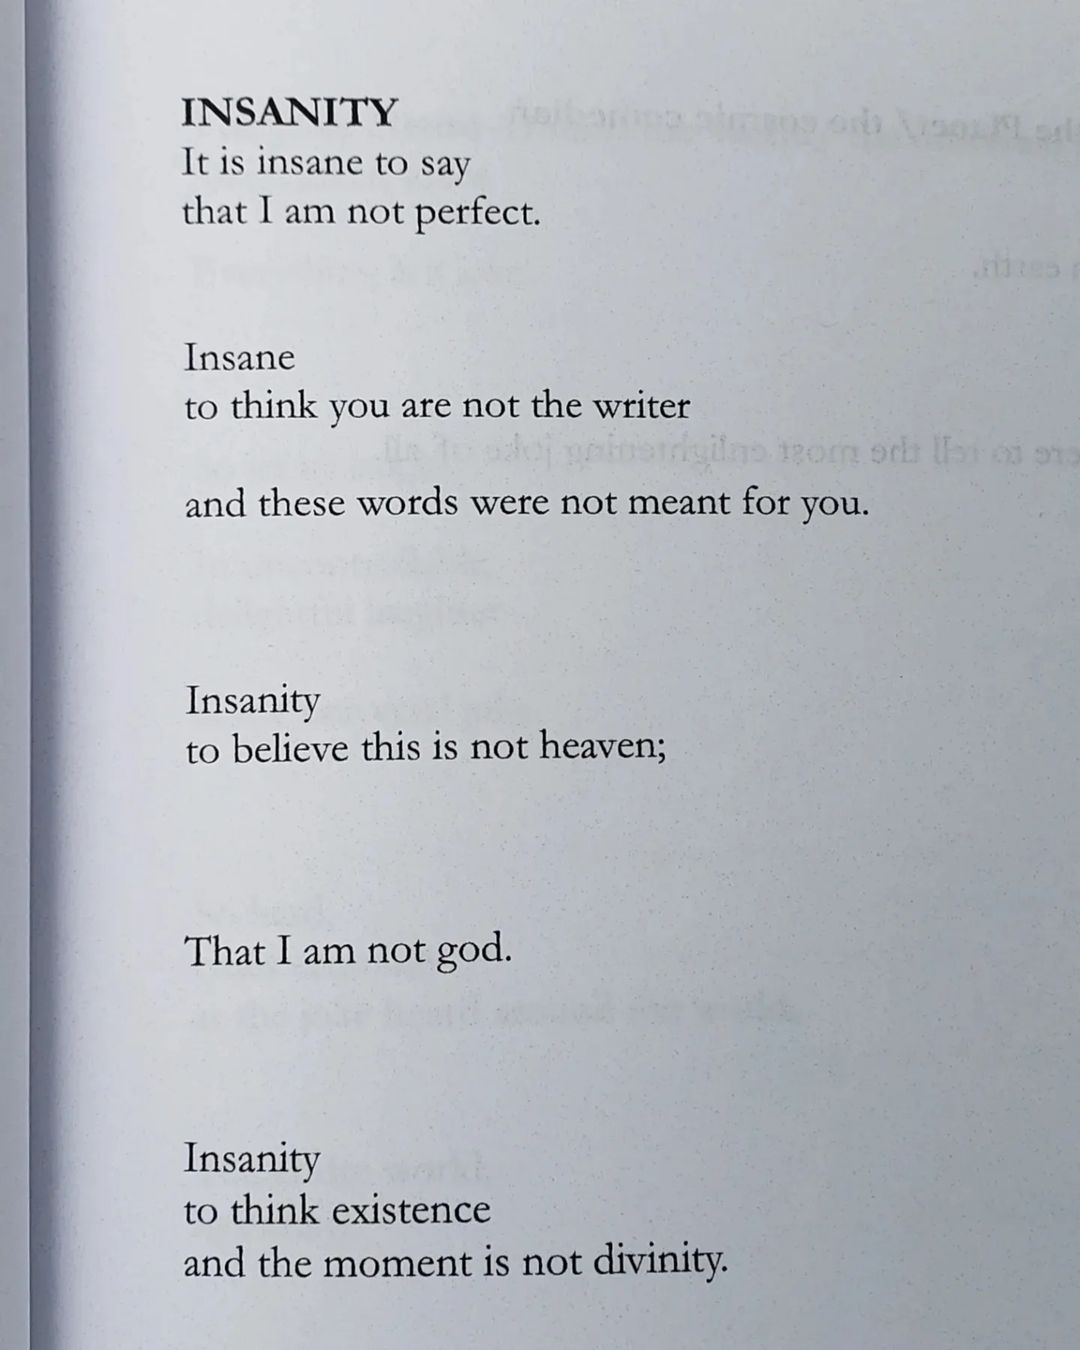 INSANITY
It is insane to say
that I am not perfect.
Insane
to think you are not the writer
and these words were not meant for you.
Insanity
to believe this is not heaven;
That I am not god.
Insanity
to think existence
and the moment is not divinity.